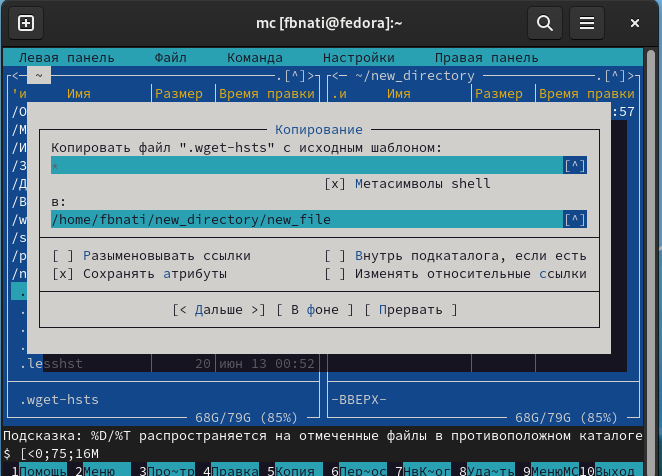 mc [fbnati@fedora]:~
Левая панель Файл Команда Настройки Правая панель
<- ~ .[^]> <- ~/new_directory .[^]>
'и Имя Размер Время правки .и Имя Размер Время правки
/О :57
/М
/И
/З
/Д
/В
/w
/s
/p
/n
.
.
.
Копирование
Копировать файл ".wget-hsts" с исходным шаблоном:
* [^]
[x] Метасимволы shell
в:
/home/fbnati/new_directory/new_file [^]
[ ] Разыменовывать ссылки [ ] Внутрь подкаталога, если есть
[x] Сохранять атрибуты [ ] Изменять относительные ссылки
[< Дальше >] [ В фоне ] [ Прервать ]
.lesshst 20 июн 13 00:52
.wget-hsts -ВВЕРХ-
68G/79G (85%) 68G/79G (85%)
Подсказка: %D/%T распространяется на отмеченные файлы в противоположном каталоге
$ [<0;75;16M
1Помощь 2Меню 3Про~тр 4Правка 5Копия 6Пер~ос 7НвК~ог 8Уда~ть 9МенюМС 10Выход